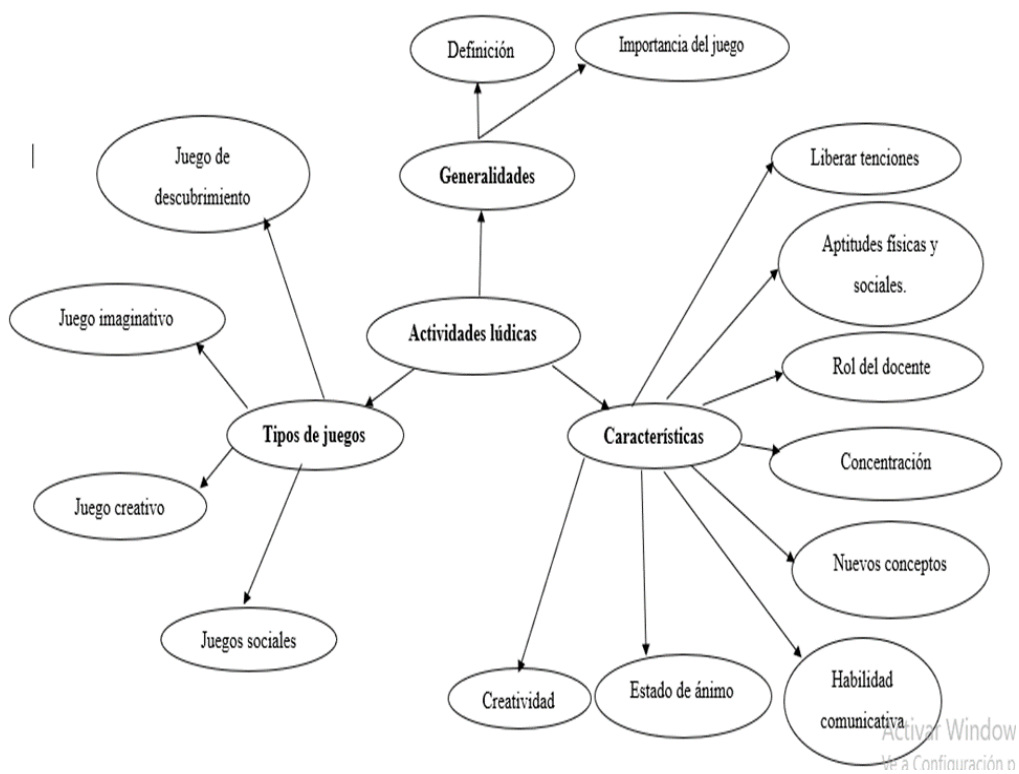 Definición
Importancia del juego
Generalidades
Juego de
descubrimiento
Liberar tenciones
Aptitudes físicas y
sociales.
Juego imaginativo
Actividades lúdicas
Rol del docente
Tipos de juegos
Características
Concentración
Juego creativo
Nuevos conceptos
Juegos sociales
Creatividad
Estado de ánimo
Habilidad
comunicativa
Activar Window
Ve a Configuración p